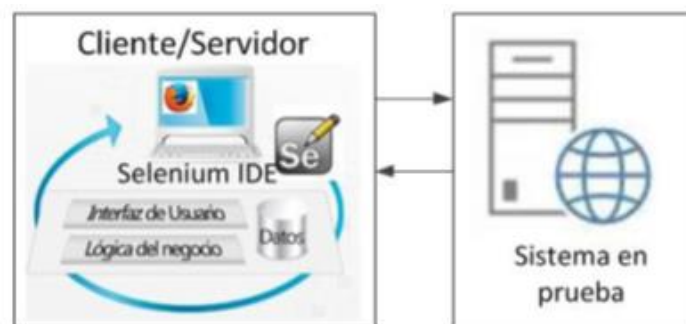 Cliente/Servidor
Se
Selenium IDE
Interfaz de Usuario
Lógica del negocio
Datos
Sistema en
prueba